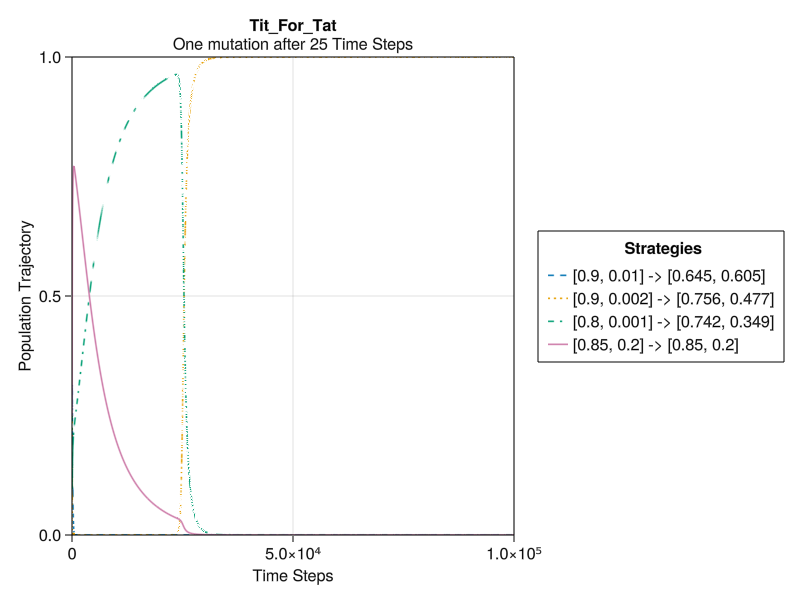 Tit_For_Tat
One mutation after 25 Time Steps
1.0
0.5
0.0
Population Trajectory
0
5.0×10⁴
1.0×10⁵
Time Steps
Strategies
[0.9, 0.01] -> [0.645, 0.605]
[0.9, 0.002] -> [0.756, 0.477]
[0.8, 0.001] -> [0.742, 0.349]
[0.85, 0.2] -> [0.85, 0.2]